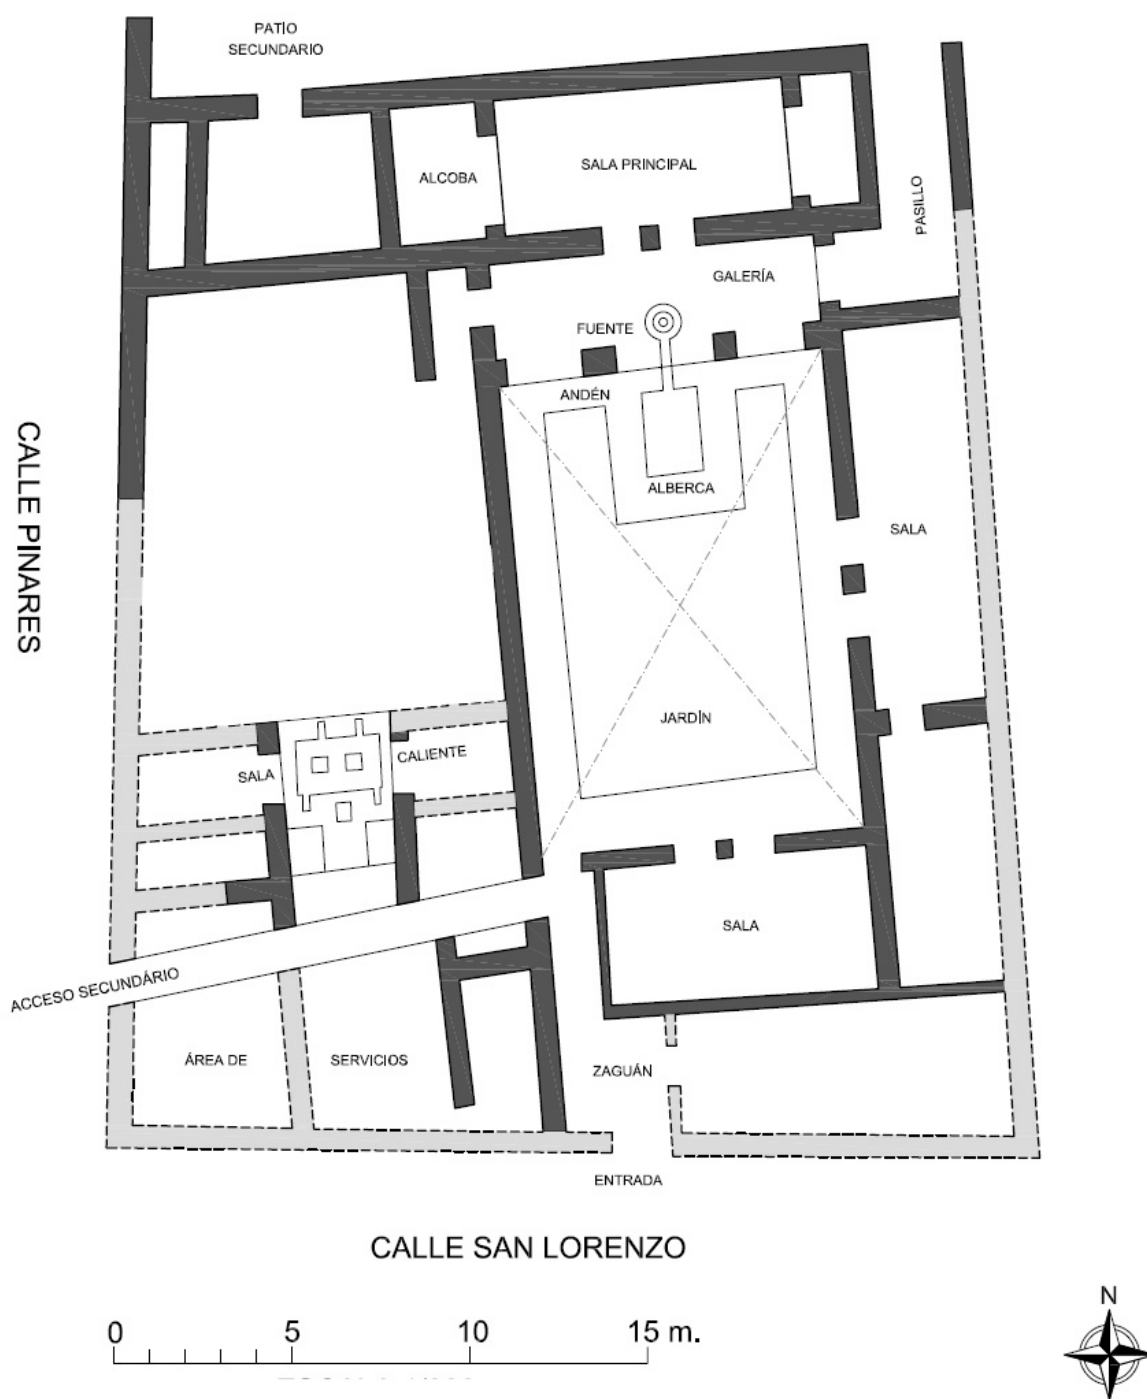 PATÍO
SECUNDARIO
ALCOBA
SALA PRINCIPAL
PASILLO
GALERÍA
FUENTE
ANDÉN
ALBERCA
SALA
CALLE PINARES
JARDÍN
SALA
CALIENTE
SALA
ACCESO SECUNDÁRIO
ÁREA DE
SERVICIOS
ZAGUÁN
ENTRADA
CALLE SAN LORENZO
0 5 10 15 m.
N